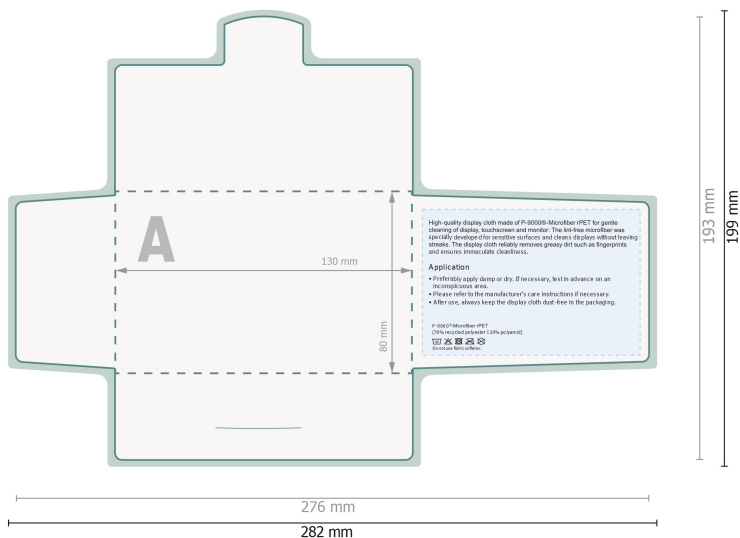 A
130 mm
80 mm
High-quality display cloth made of P-9000®-Microfiber rPET for gentle
cleaning of display, touchscreen and monitor: The lint-free microfiber was
specially developed for sensitive surfaces and cleans displays without leaving
streaks. The display cloth reliably removes greasy dirt such as fingerprints
and ensures immaculate cleanliness.
Application
• Preferably apply damp or dry. If necessary, test in advance on an
inconspicuous area.
• Please refer to the manufacturer's care instructions if necessary.
• After use, always keep the display cloth dust-free in the packaging.
P-9000®-Microfiber rPET
Do not use fabric softener.
193 mm
199 mm
276 mm
282 mm